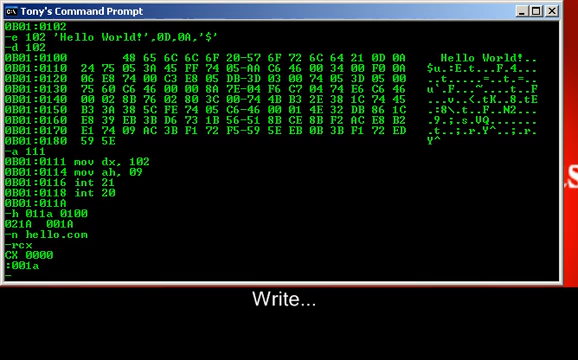 Tony's Command Prompt
0B01:0102
-e 102 'Hello World!',0D,0A,'$'
-d 102
0B01:0100        48 65 6C 6C 6F 20-57 6F 72 6C 64 21 0D 0A     Hello World!..
0B01:0110  24 75 05 3A 45 FF 74 05-AA C6 46 00 34 00 F0 0A   $u.:E.t...F.4...
0B01:0120  06 E8 74 00 C3 E8 05 DB-3D 03 00 74 05 3D 05 00   ..t.....=..t.=..
0B01:0130  75 60 C6 46 00 00 8A 7E-04 F6 C7 04 74 E6 C6 46   u`.F...~....t..F
0B01:0140  00 02 8B 76 02 80 3C 00-74 4B B3 2E 38 1C 74 45   ...v..<.tK..8.tE
0B01:0150  B3 3A 38 5C FE 74 05 C6-46 00 01 4E 32 DB 86 1C   .:8\.t..F..N2...
0B01:0160  E8 39 EB 3B D6 73 1B 56-51 8B CE 8B F2 AC E8 B2   .9.;.s.VQ.......
0B01:0170  E1 74 09 AC 3B F1 72 F5-59 5E EB 0B 3B F1 72 ED   .t..;.r.Y^..;.r.
0B01:0180  59 5E                                             Y^
-a 111
0B01:0111 mov dx, 102
0B01:0114 mov ah, 09
0B01:0116 int 21
0B01:0118 int 20
0B01:011A
-h 011a 0100
021A  001A
-n hello.com
-rcx
CX 0000
:001a
-
Write...